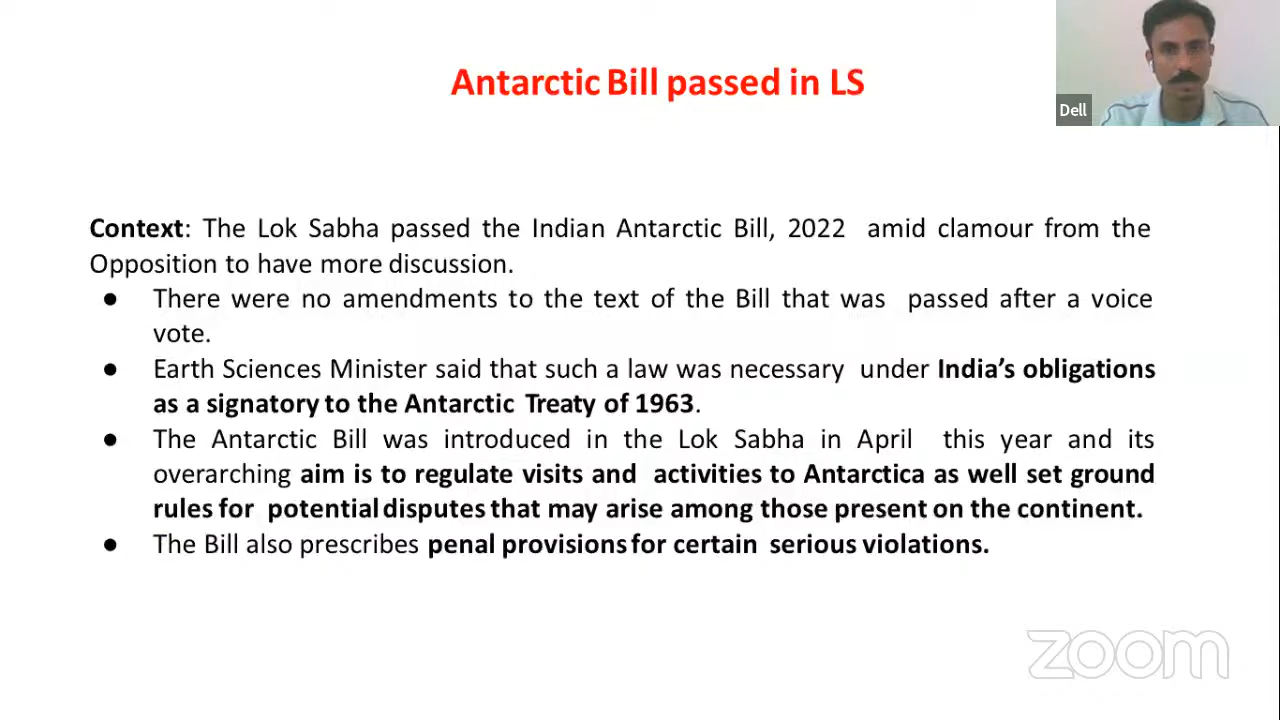 Antarctic Bill passed in LS
Dell
Context: The Lok Sabha passed the Indian Antarctic Bill, 2022 amid clamour from the
Opposition to have more discussion.
● There were no amendments to the text of the Bill that was passed after a voice
vote.
● Earth Sciences Minister said that such a law was necessary under India’s obligations
as a signatory to the Antarctic Treaty of 1963.
● The Antarctic Bill was introduced in the Lok Sabha in April this year and its
overarching aim is to regulate visits and activities to Antarctica as well set ground
rules for potential disputes that may arise among those present on the continent.
● The Bill also prescribes penal provisions for certain serious violations.
zoom